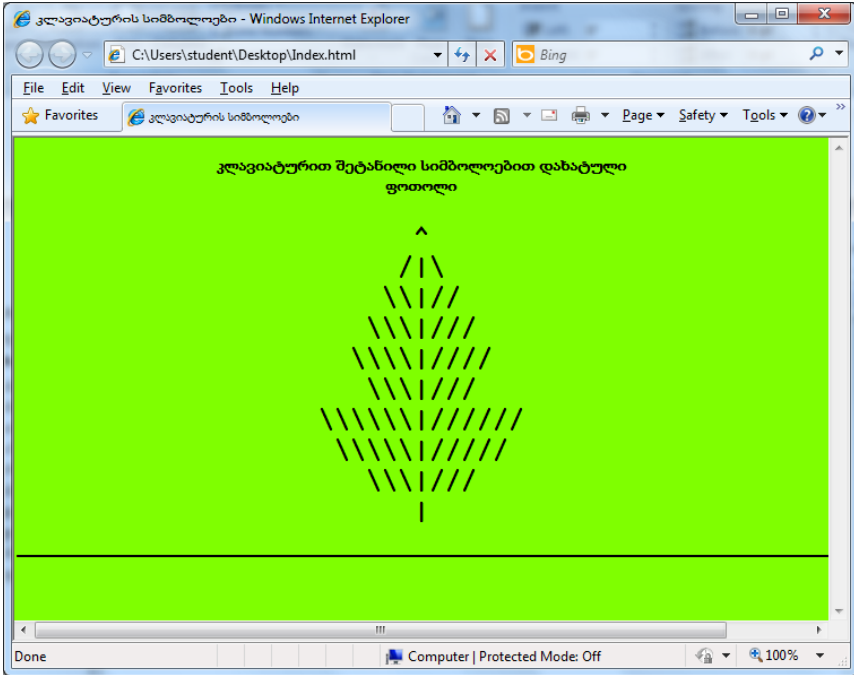 კლავიატურის სიმბოლოები - Windows Internet Explorer
C:\Users\student\Desktop\Index.html
Bing
File Edit View Favorites Tools Help
Favorites
კლავიატურის სიმბოლოები
Page Safety Tools
კლავიატურით შეტანილი სიმბოლოებით დახატული
ფოთოლი
^
/|\
\\|//
\\\|///
\\\\|////
\\\|///
\\\\\\|//////
\\\\\|/////
\\\|///
|
Done
Computer | Protected Mode: Off
100%